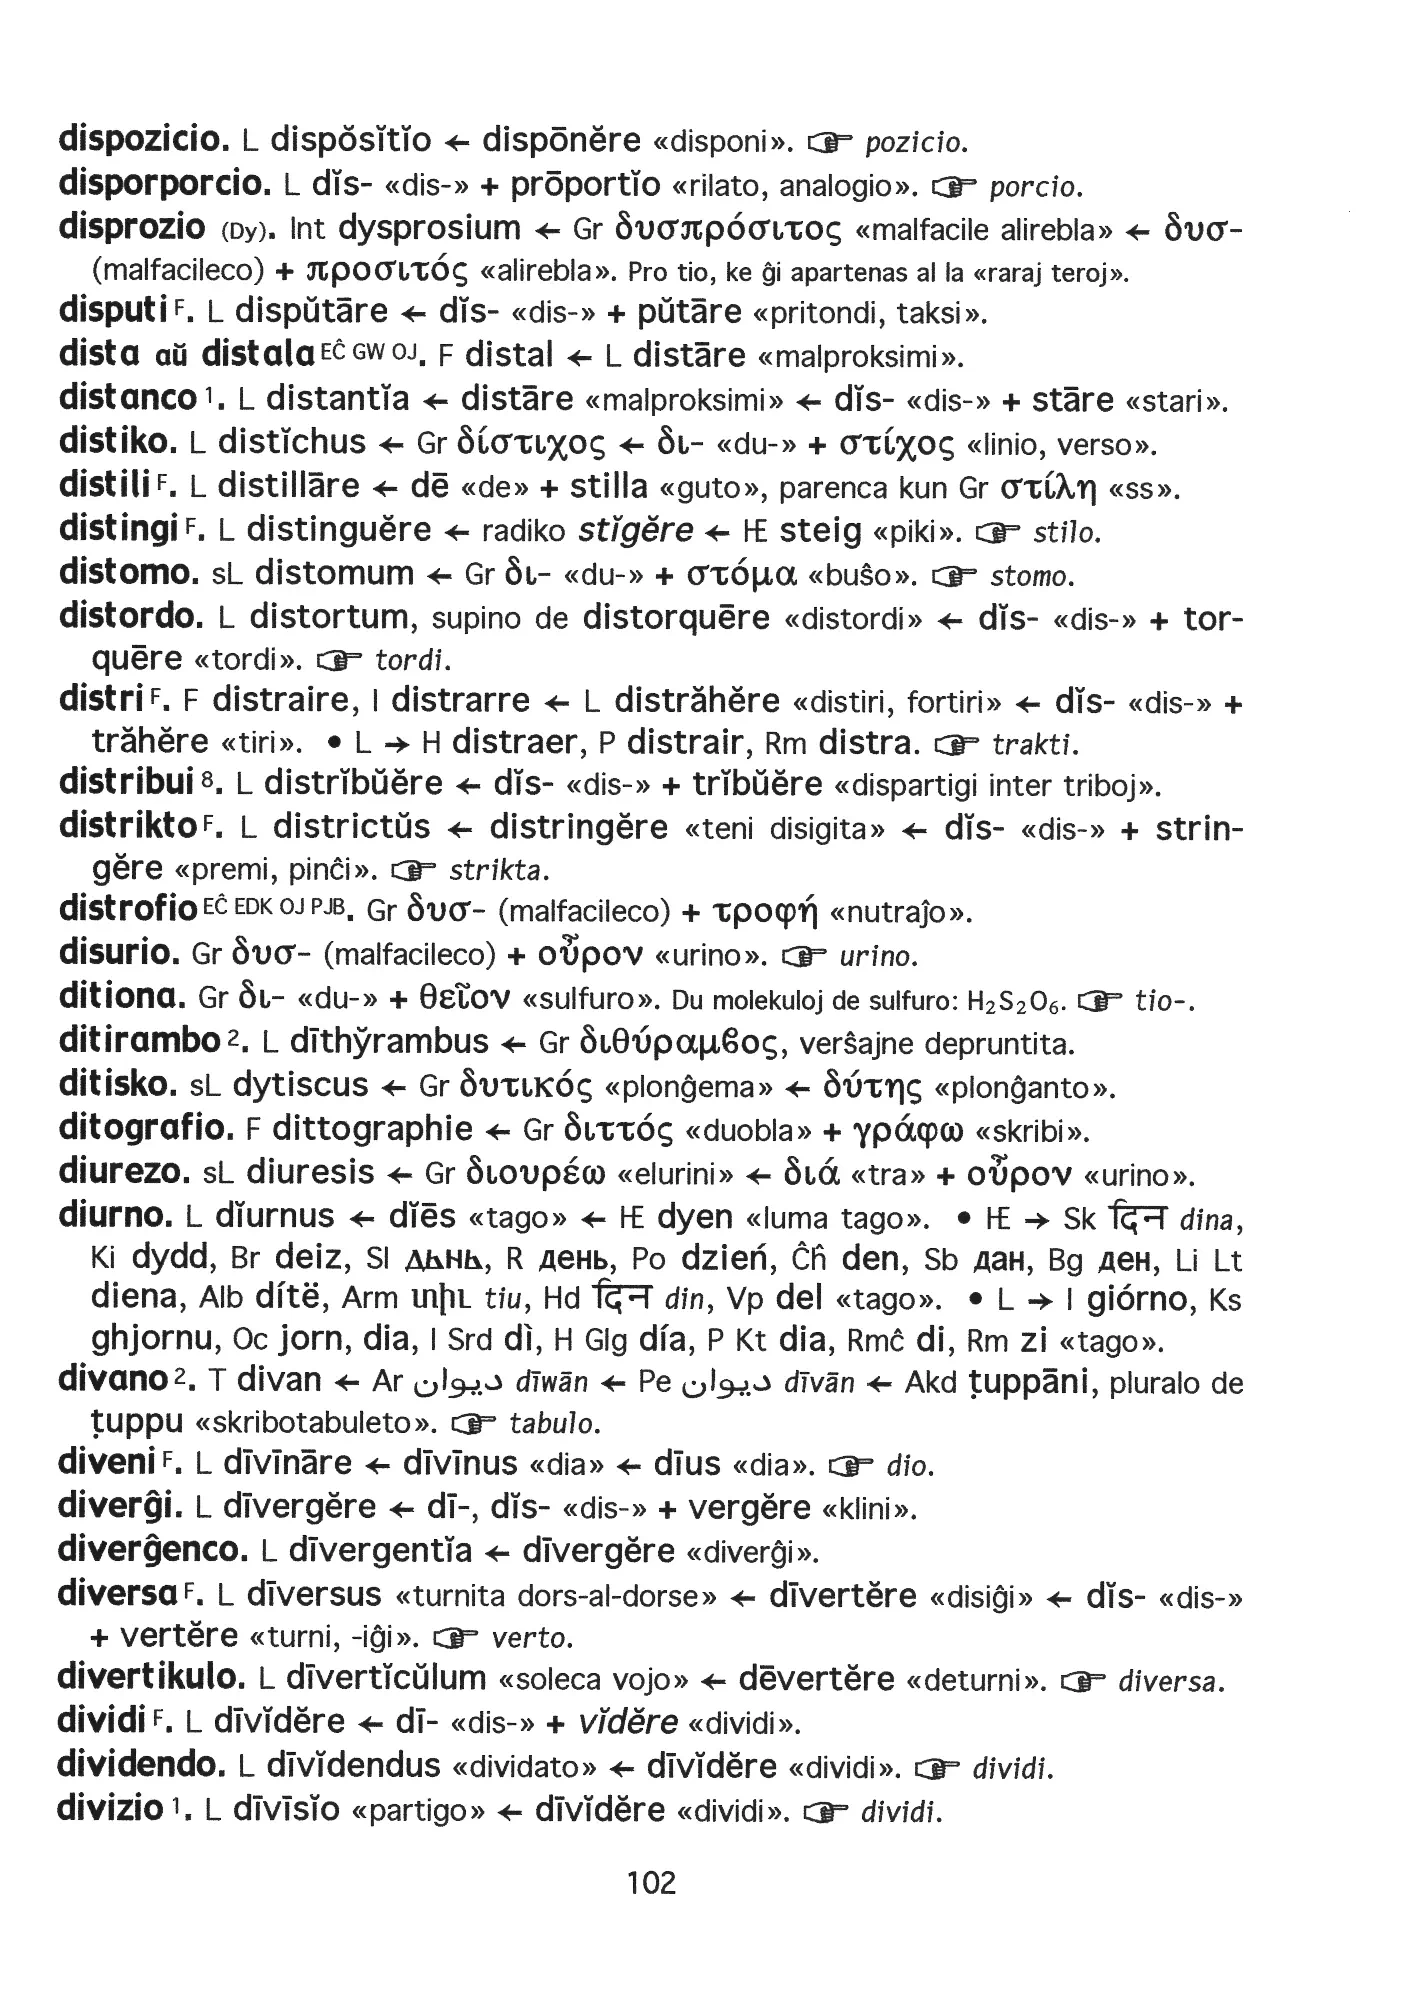 dispozicio. L dispŏsĭtĭo ← dispōnĕre «disponi». ☞ pozicio.
disporporcio. L dĭs- «dis-» + prōportĭo «rilato, analogio». ☞ porcio.
disprozio (Dy). Int dysprosium ← Gr δυσπρόσιτος «malfacile alirebla» ← δυσ-
(malfacileco) + προσιτός «alirebla». Pro tio, ke ĝi apartenas al la «raraj teroj».
disputi F. L dispŭtāre ← dĭs- «dis-» + pŭtāre «pritondi, taksi».
dista aŭ distala EĈ GW OJ. F distal ← L distāre «malproksimi».
distanco 1. L distantĭa ← distāre «malproksimi» ← dĭs- «dis-» + stāre «stari».
distiko. L distĭchus ← Gr δίστιχος ← δι- «du-» + στίχος «linio, verso».
distili F. L distillāre ← dē «de» + stilla «guto», parenca kun Gr στίλη «ss».
distingi F. L distinguĕre ← radiko stĭgĕre ← IE steig «piki». ☞ stilo.
distomo. sL distomum ← Gr δι- «du-» + στόμα «buŝo». ☞ stomo.
distordo. L distortum, supino de distorquēre «distordi» ← dĭs- «dis-» + tor-
quēre «tordi». ☞ tordi.
distri F. F distraire, I distrarre ← L distrăhĕre «distiri, fortiri» ← dĭs- «dis-» +
trăhĕre «tiri». • L → H distraer, P distrair, Rm distra. ☞ trakti.
distribui 8. L distrĭbŭĕre ← dĭs- «dis-» + trĭbŭĕre «dispartigi inter triboj».
distrikto F. L districtŭs ← distringĕre «teni disigita» ← dĭs- «dis-» + strin-
gĕre «premi, pinĉi». ☞ strikta.
distrofio EĈ EDK OJ PJB. Gr δυσ- (malfacileco) + τροφή «nutraĵo».
disurio. Gr δυσ- (malfacileco) + οὖρον «urino». ☞ urino.
ditiona. Gr δι- «du-» + θεῖον «sulfuro». Du molekuloj de sulfuro: H₂S₂O₆. ☞ tio-.
ditirambo 2. L dīthy̆rambus ← Gr διθύραμϐος, verŝajne depruntita.
ditisko. sL dytiscus ← Gr δυτικός «plonĝema» ← δύτης «plonĝanto».
ditografio. F dittographie ← Gr διττός «duobla» + γράφω «skribi».
diurezo. sL diuresis ← Gr διουρέω «elurini» ← διά «tra» + οὖρον «urino».
diurno. L dĭurnus ← dĭēs «tago» ← IE dyen «luma tago». • IE → Sk दिन dina,
Ki dydd, Br deiz, Sl дьнь, R день, Po dzień, Ĉĥ den, Sb дан, Bg ден, Li Lt
diena, Alb dítë, Arm տիւ tiu, Hd दिन din, Vp del «tago». • L → I giórno, Ks
ghjornu, Oc jorn, dia, I Srd dì, H Glg día, P Kt dia, Rmĉ di, Rm zi «tago».
divano 2. T divan ← Ar ديوان dīwān ← Pe ديوان dīvān ← Akd ṭuppāni, pluralo de
ṭuppu «skribotabuleto». ☞ tabulo.
diveni F. L dīvīnāre ← dīvīnus «dia» ← dīus «dia». ☞ dio.
diverĝi. L dīvergĕre ← dī-, dĭs- «dis-» + vergĕre «klini».
diverĝenco. L dīvergentĭa ← dīvergĕre «diverĝi».
diversa F. L dīversus «turnita dors-al-dorse» ← dīvertĕre «disiĝi» ← dĭs- «dis-»
+ vertĕre «turni, -iĝi». ☞ verto.
divertikulo. L dīvertĭcŭlum «soleca vojo» ← dēvertĕre «deturni». ☞ diversa.
dividi F. L dīvĭdĕre ← dī- «dis-» + vĭdĕre «dividi».
dividendo. L dīvĭdendus «dividato» ← dīvĭdĕre «dividi». ☞ dividi.
divizio 1. L dīvīsĭo «partigo» ← dīvĭdĕre «dividi». ☞ dividi.
102